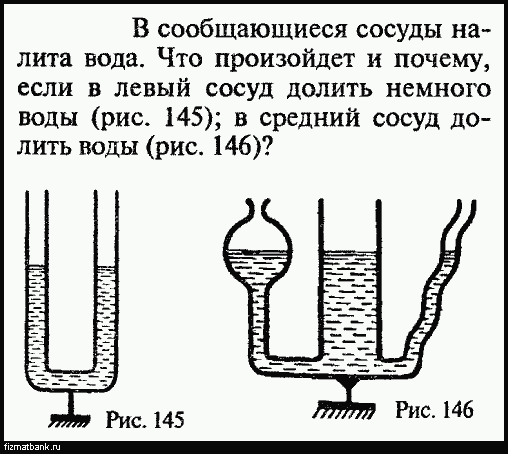 В сообщающиеся сосуды на-
лита вода. Что произойдет и почему,
если в левый сосуд долить немного
воды (рис. 145); в средний сосуд до-
лить воды (рис. 146)?
Рис. 145
Рис. 146
fizmatbank.ru